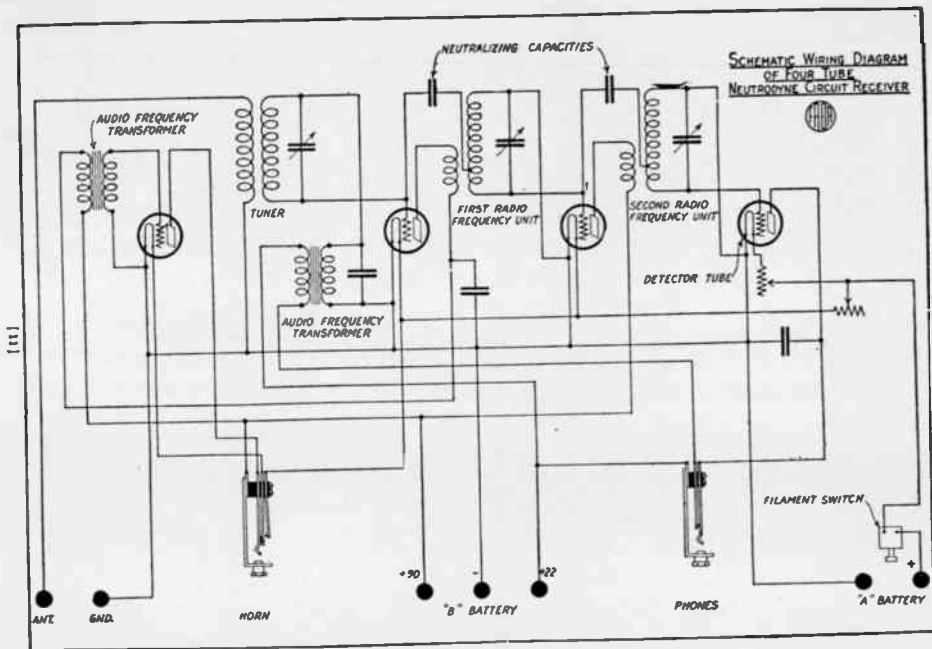 NEUTRALIZING CAPACITIES
SCHEMATIC WIRING DIAGRAM
OF FOUR TUBE
NEUTRODYNE CIRCUIT RECEIVER
AUDIO FREQUENCY
TRANSFORMER
TUNER
FIRST RADIO
FREQUENCY UNIT
SECOND RADIO
FREQUENCY UNIT
DETECTOR TUBE
AUDIO FREQUENCY
TRANSFORMER
[11]
FILAMENT SWITCH
+90
-
+22
+
ANT.
GND.
HORN
"B" BATTERY
PHONES
"A" BATTERY